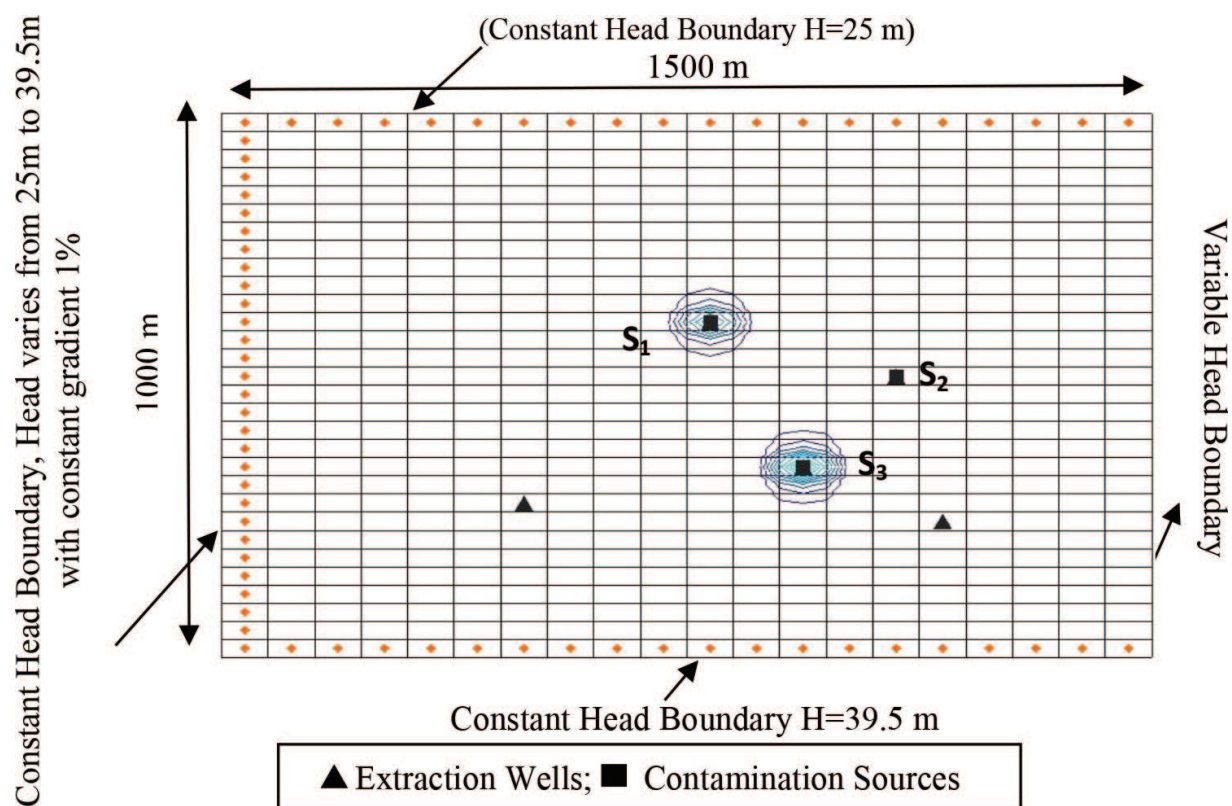 (Constant Head Boundary H=25 m)
1500 m
Constant Head Boundary, Head varies from 25m to 39.5m
with constant gradient 1%
1000 m
S1
S2
S3
Variable Head Boundary
Constant Head Boundary H=39.5 m
▲ Extraction Wells; ■ Contamination Sources